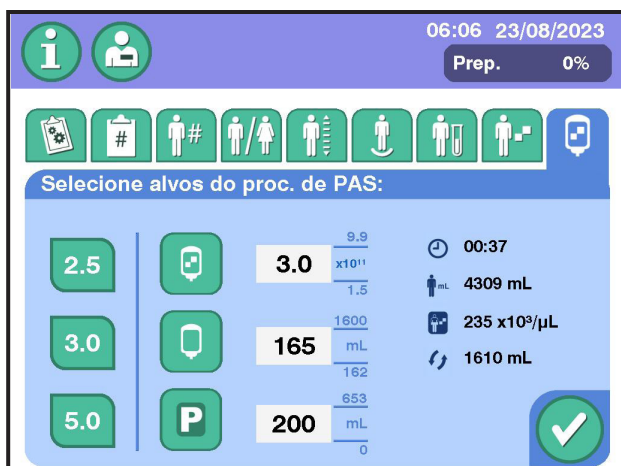 06:06 23/08/2023
Prep. 0%
#
#
Selecione alvos do proc. de PAS:
2.5
3.0
5.0
3.0
9.9
x10¹¹
1.5
165
1600
mL
162
P
200
653
mL
0
00:37
mL 4309 mL
235 x10³/µL
1610 mL